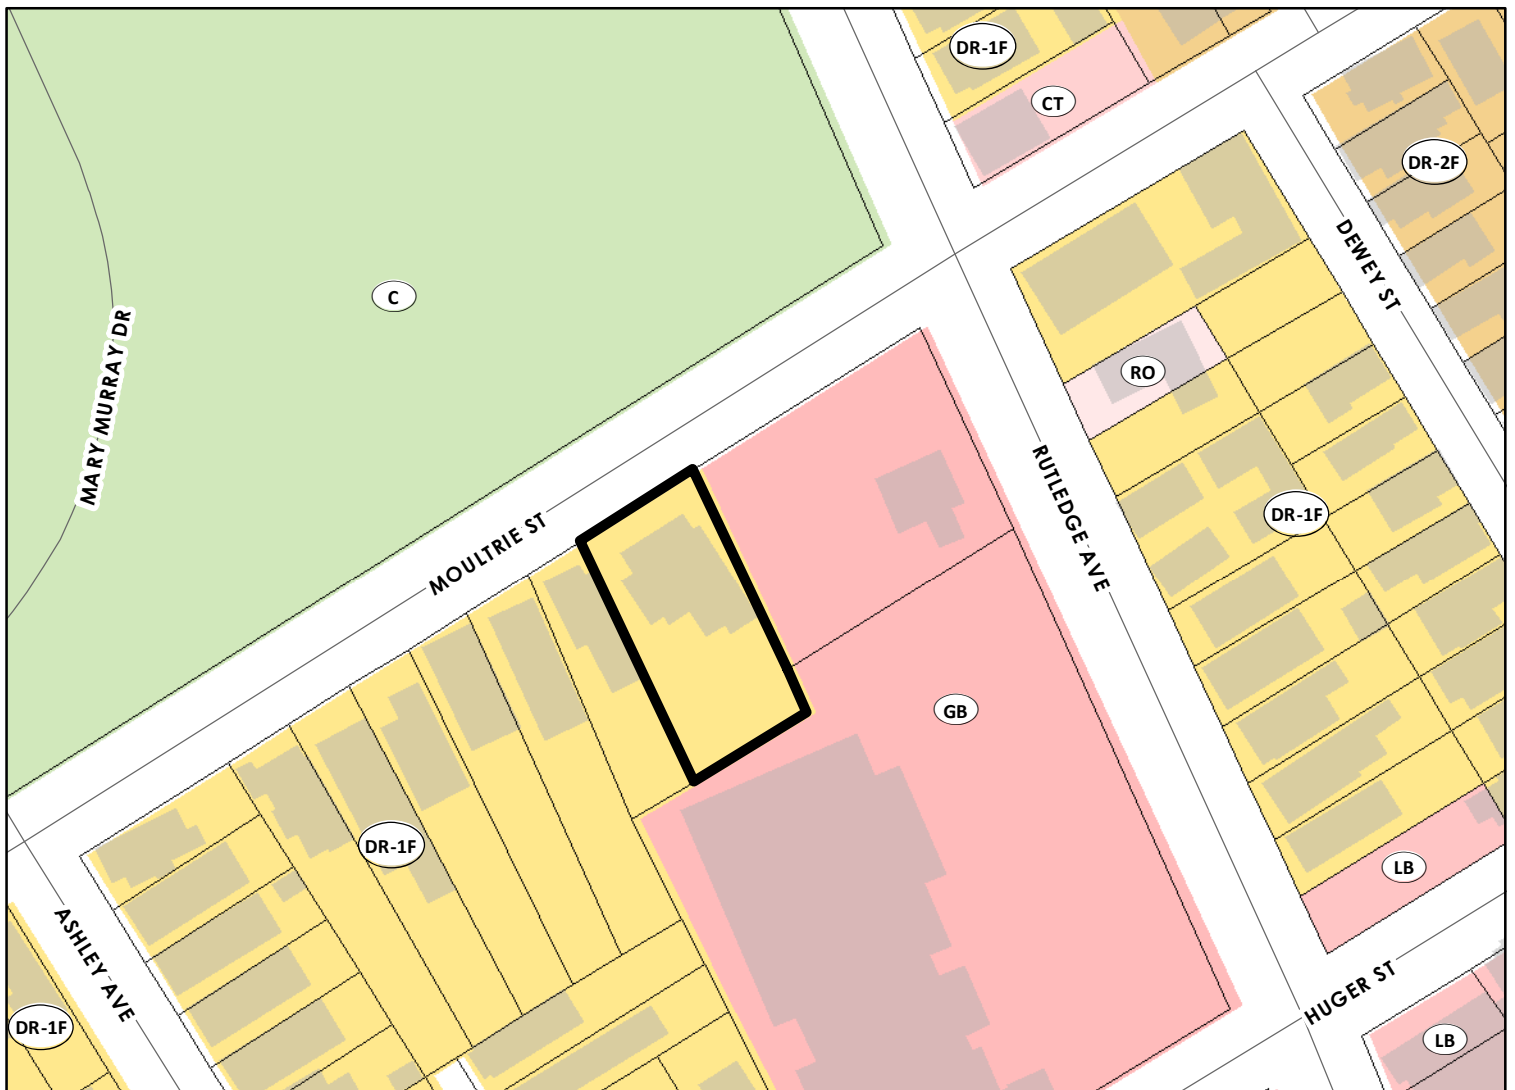 DR-1F
CT
DR-2F
DEWEY ST
C
MARY MURRAY DR
RO
RUTLEDGE AVE
DR-1F
MOULTRIE ST
GB
DR-1F
LB
ASHLEY AVE
HUGER ST
DR-1F
LB